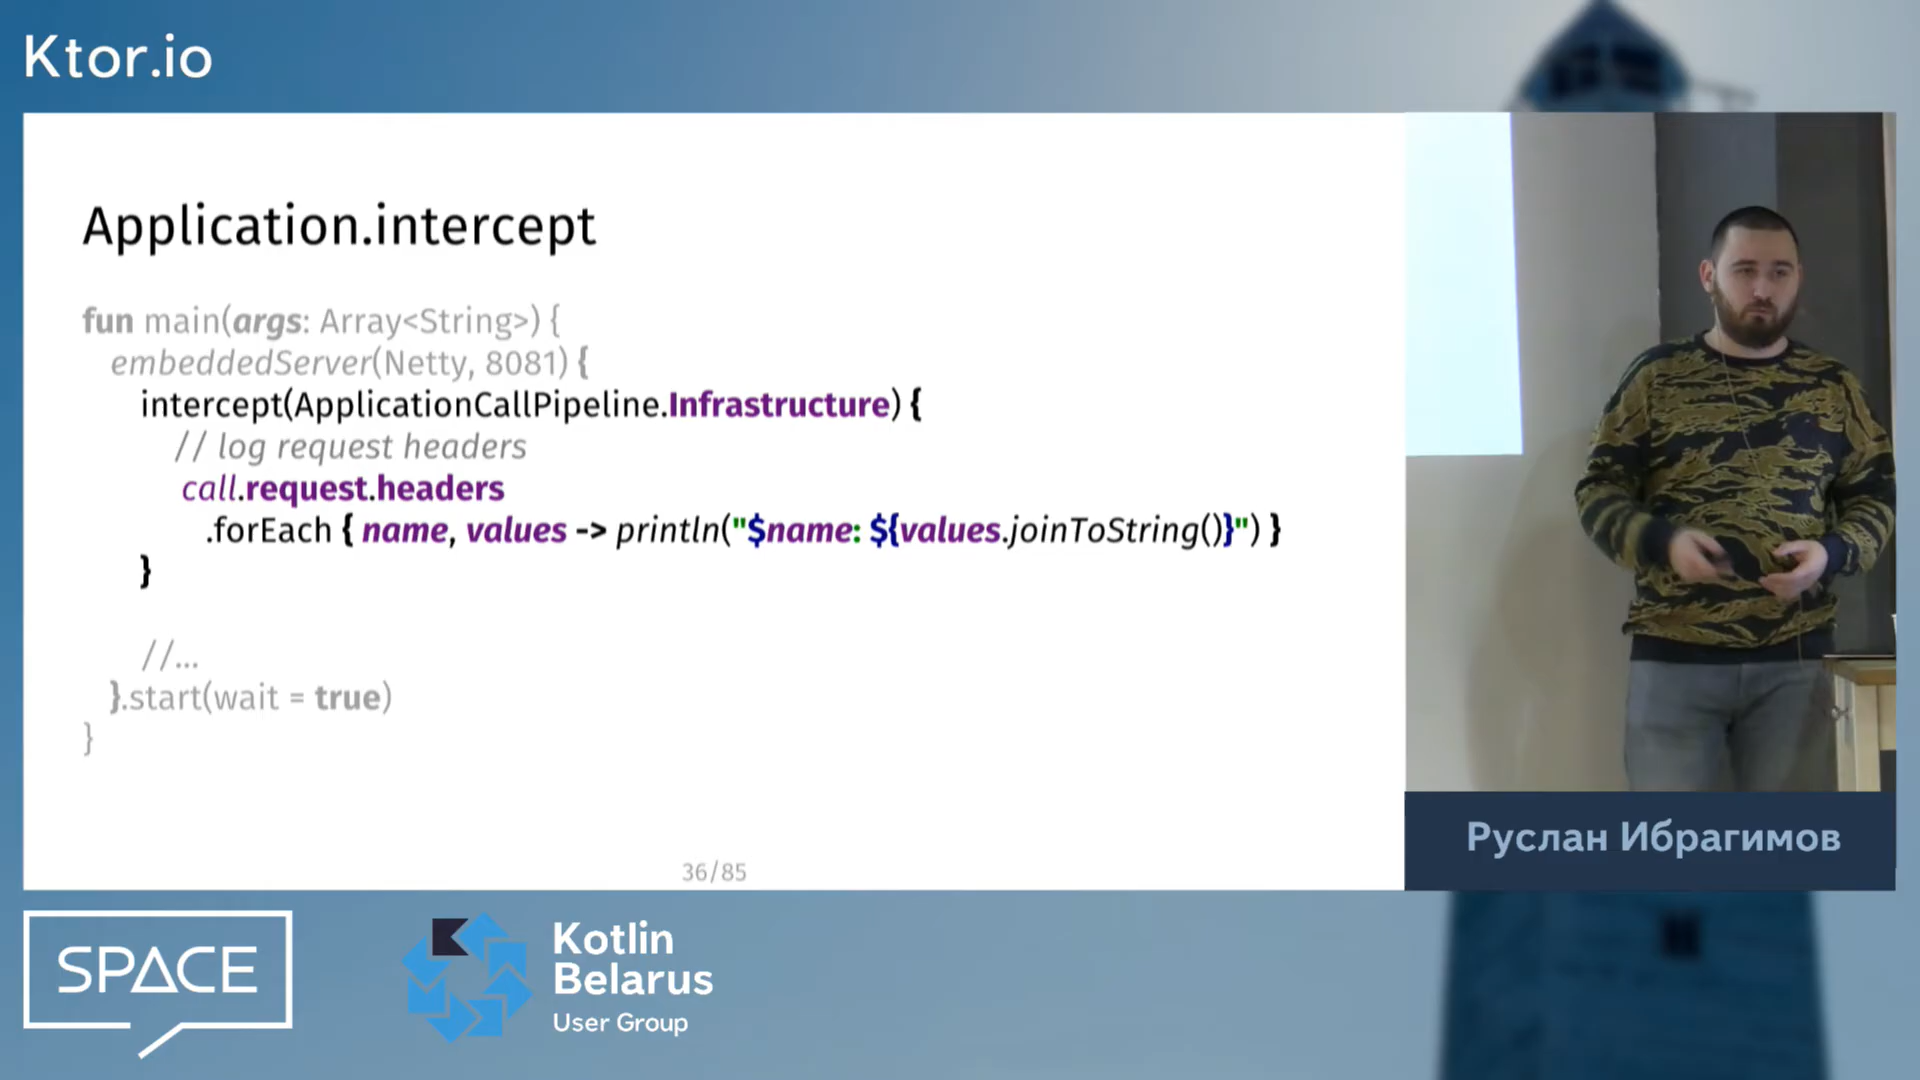 Ktor.io
Application.intercept
fun main(args: Array<String>) {
embeddedServer(Netty, 8081) {
intercept(ApplicationCallPipeline.Infrastructure) {
// log request headers
call.request.headers
.forEach { name, values -> println("$name: ${values.joinToString()}") }
}
//...
}.start(wait = true)
}
36/85
Руслан Ибрагимов
SPACE
Kotlin
Belarus
User Group